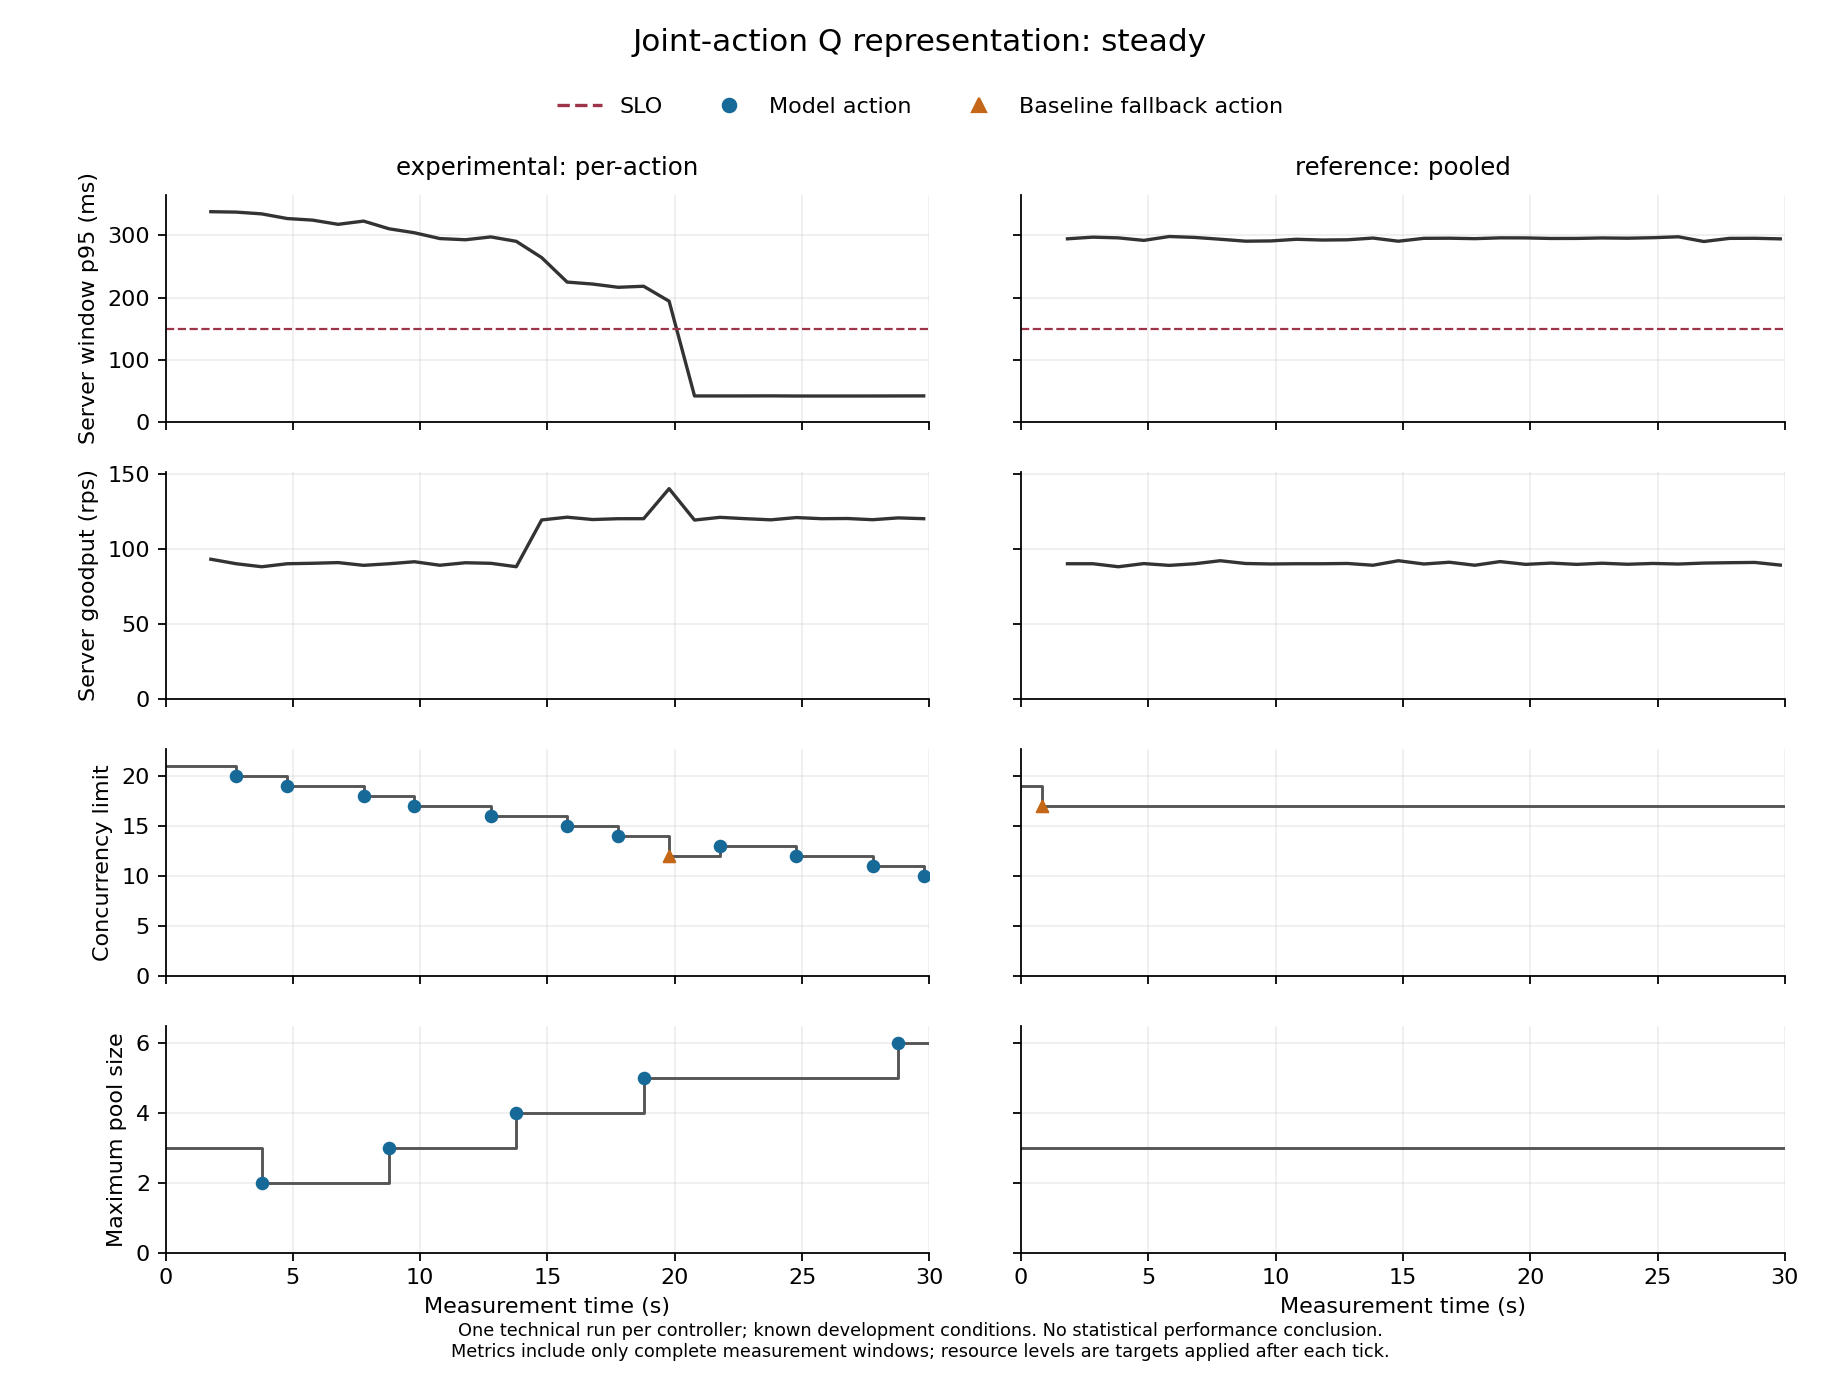 Joint-action Q representation: steady
SLO
Model action
Baseline fallback action
experimental: per-action
reference: pooled
Server window p95 (ms)
300
200
100
0
Server goodput (rps)
150
100
50
0
Concurrency limit
20
15
10
5
0
Maximum pool size
6
4
2
0
0 5 10 15 20 25 30
0 5 10 15 20 25 30
Measurement time (s)
Measurement time (s)
One technical run per controller; known development conditions. No statistical performance conclusion.
Metrics include only complete measurement windows; resource levels are targets applied after each tick.